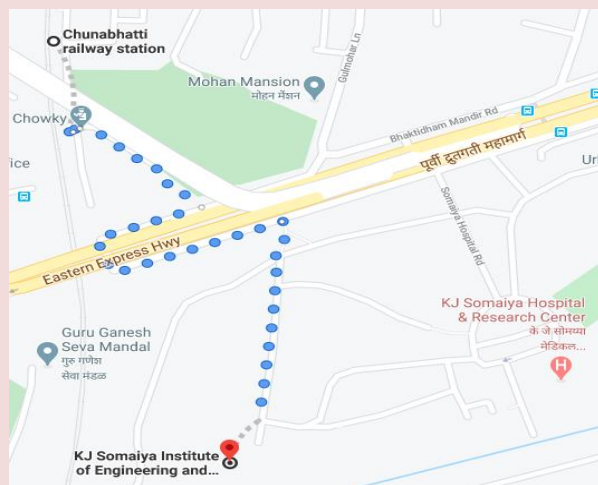 Chunabhatti
railway station
Mohan Mansion
मोहन मॅंशन
Gulmohar Ln
Chowky
Bhaktidham Mandir Rd
पूर्वी द्रुतगती महामार्ग
ffice
Uri
Somaiya Hospital Rd
Eastern Express Hwy
KJ Somaiya Hospital
& Research Center
के जे सोमय्या
मेडिकल...
H
Guru Ganesh
Seva Mandal
गुरु गणेश
सेवा मंडळ
KJ Somaiya Institute
of Engineering and...